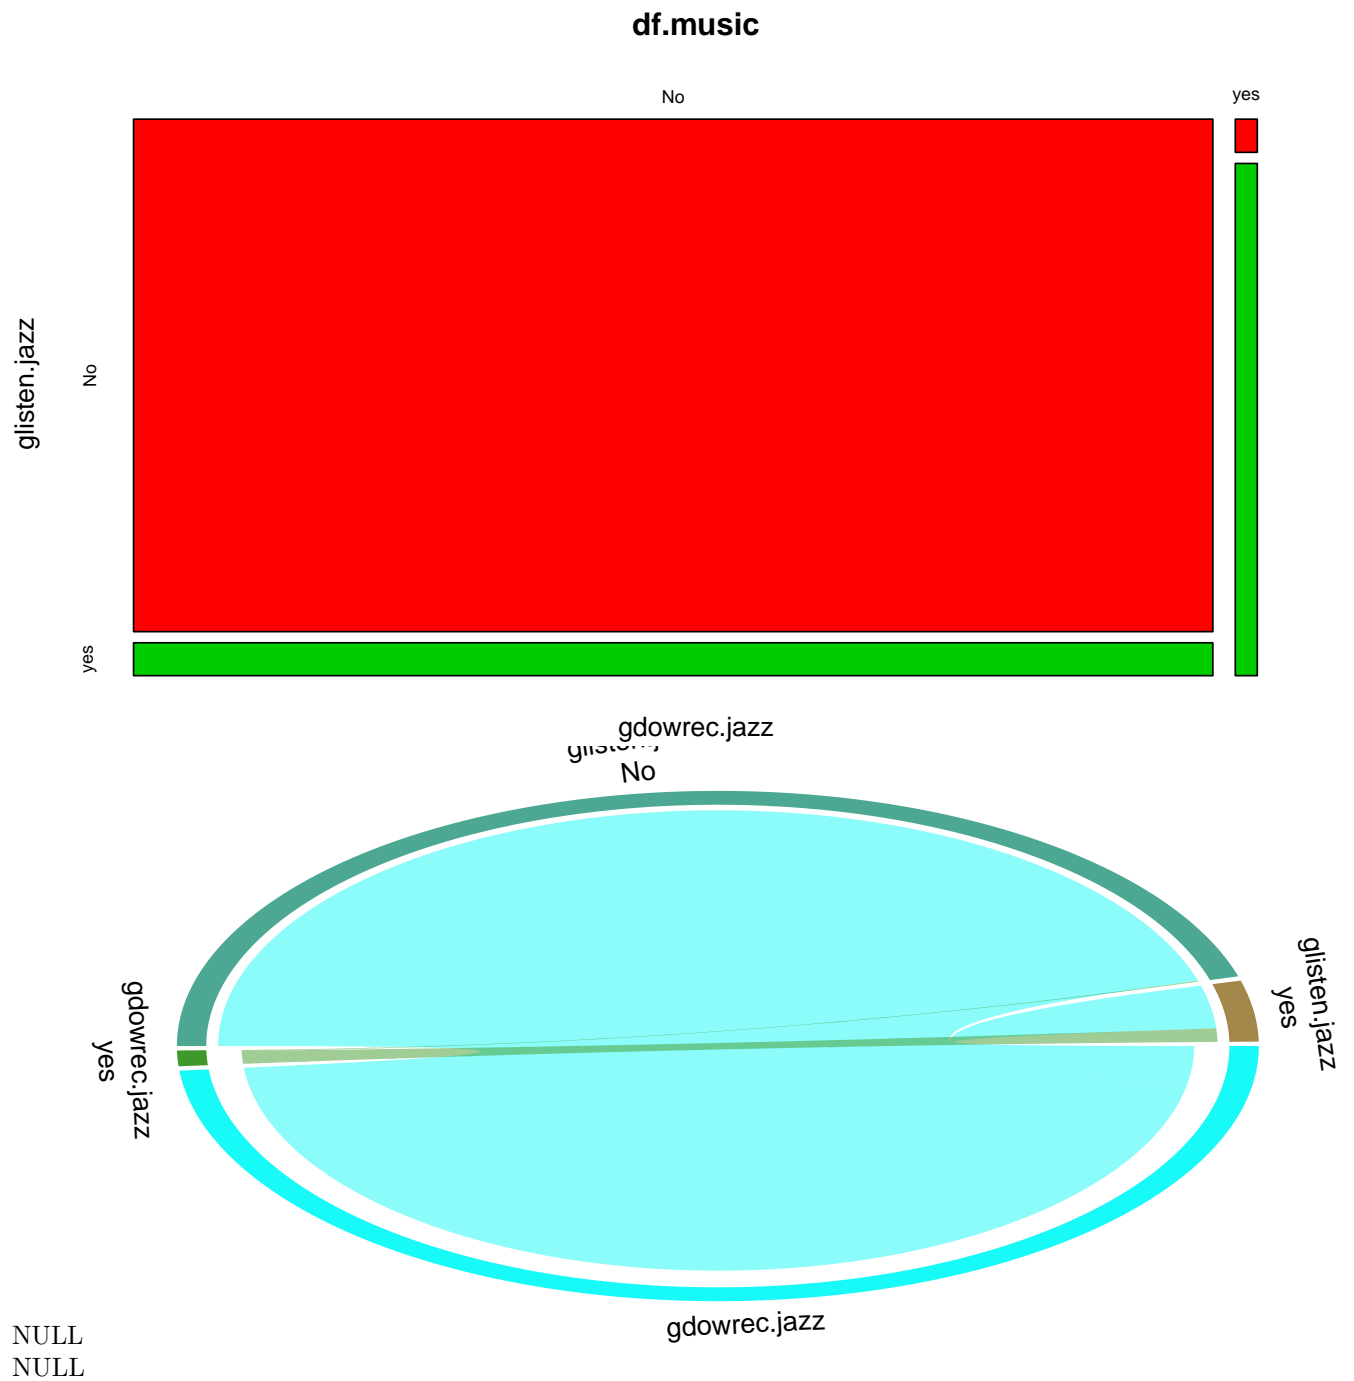 df.music
No
yes
glisten.jazz
No
yes
gdowrec.jazz
No
glisten.jazz
yes
gdowrec.jazz
yes
gdowrec.jazz
NULL
NULL